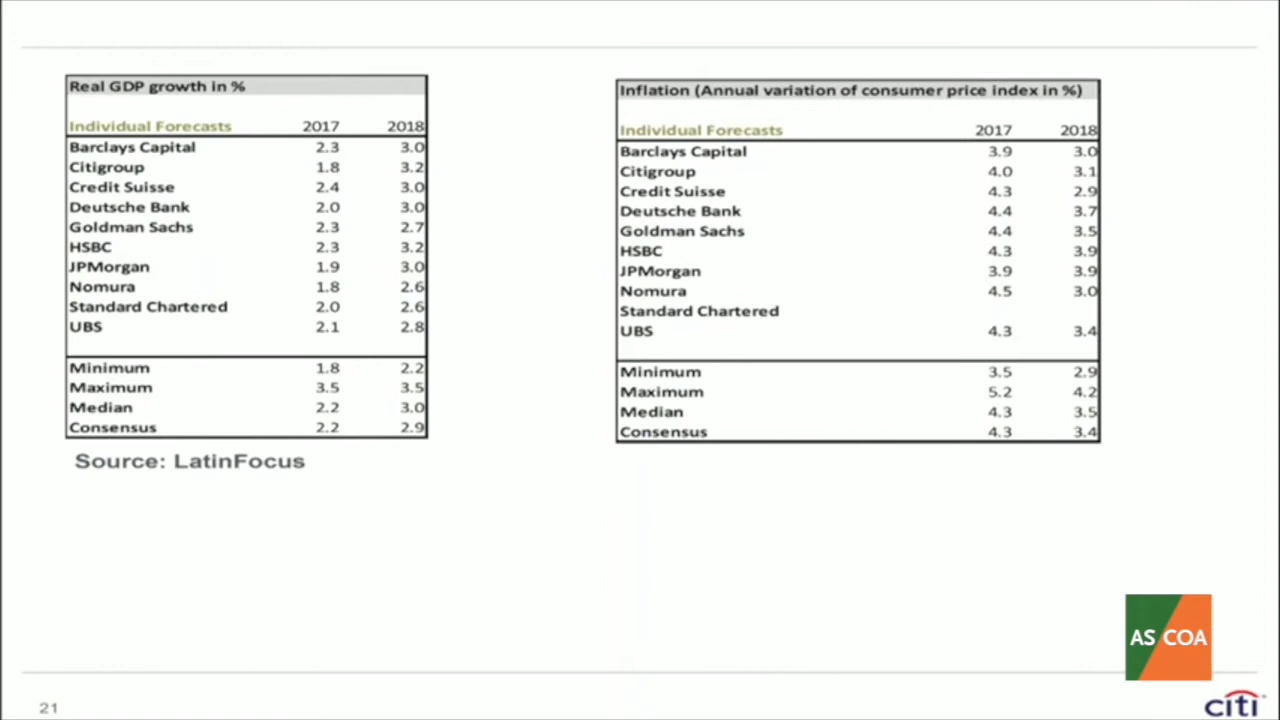 Real GDP growth in %
Individual Forecasts 2017 2018
Barclays Capital 2.3 3.0
Citigroup 1.8 3.2
Credit Suisse 2.4 3.0
Deutsche Bank 2.0 3.0
Goldman Sachs 2.3 2.7
HSBC 2.3 3.2
JPMorgan 1.9 3.0
Nomura 1.8 2.6
Standard Chartered 2.0 2.6
UBS 2.1 2.8
Minimum 1.8 2.2
Maximum 3.5 3.5
Median 2.2 3.0
Consensus 2.2 2.9
Source: LatinFocus
Inflation (Annual variation of consumer price index in %)
Individual Forecasts 2017 2018
Barclays Capital 3.9 3.0
Citigroup 4.0 3.1
Credit Suisse 4.3 2.9
Deutsche Bank 4.4 3.7
Goldman Sachs 4.4 3.5
HSBC 4.3 3.9
JPMorgan 3.9 3.9
Nomura 4.5 3.0
Standard Chartered
UBS 4.3 3.4
Minimum 3.5 2.9
Maximum 5.2 4.2
Median 4.3 3.5
Consensus 4.3 3.4
AS COA
21
citi